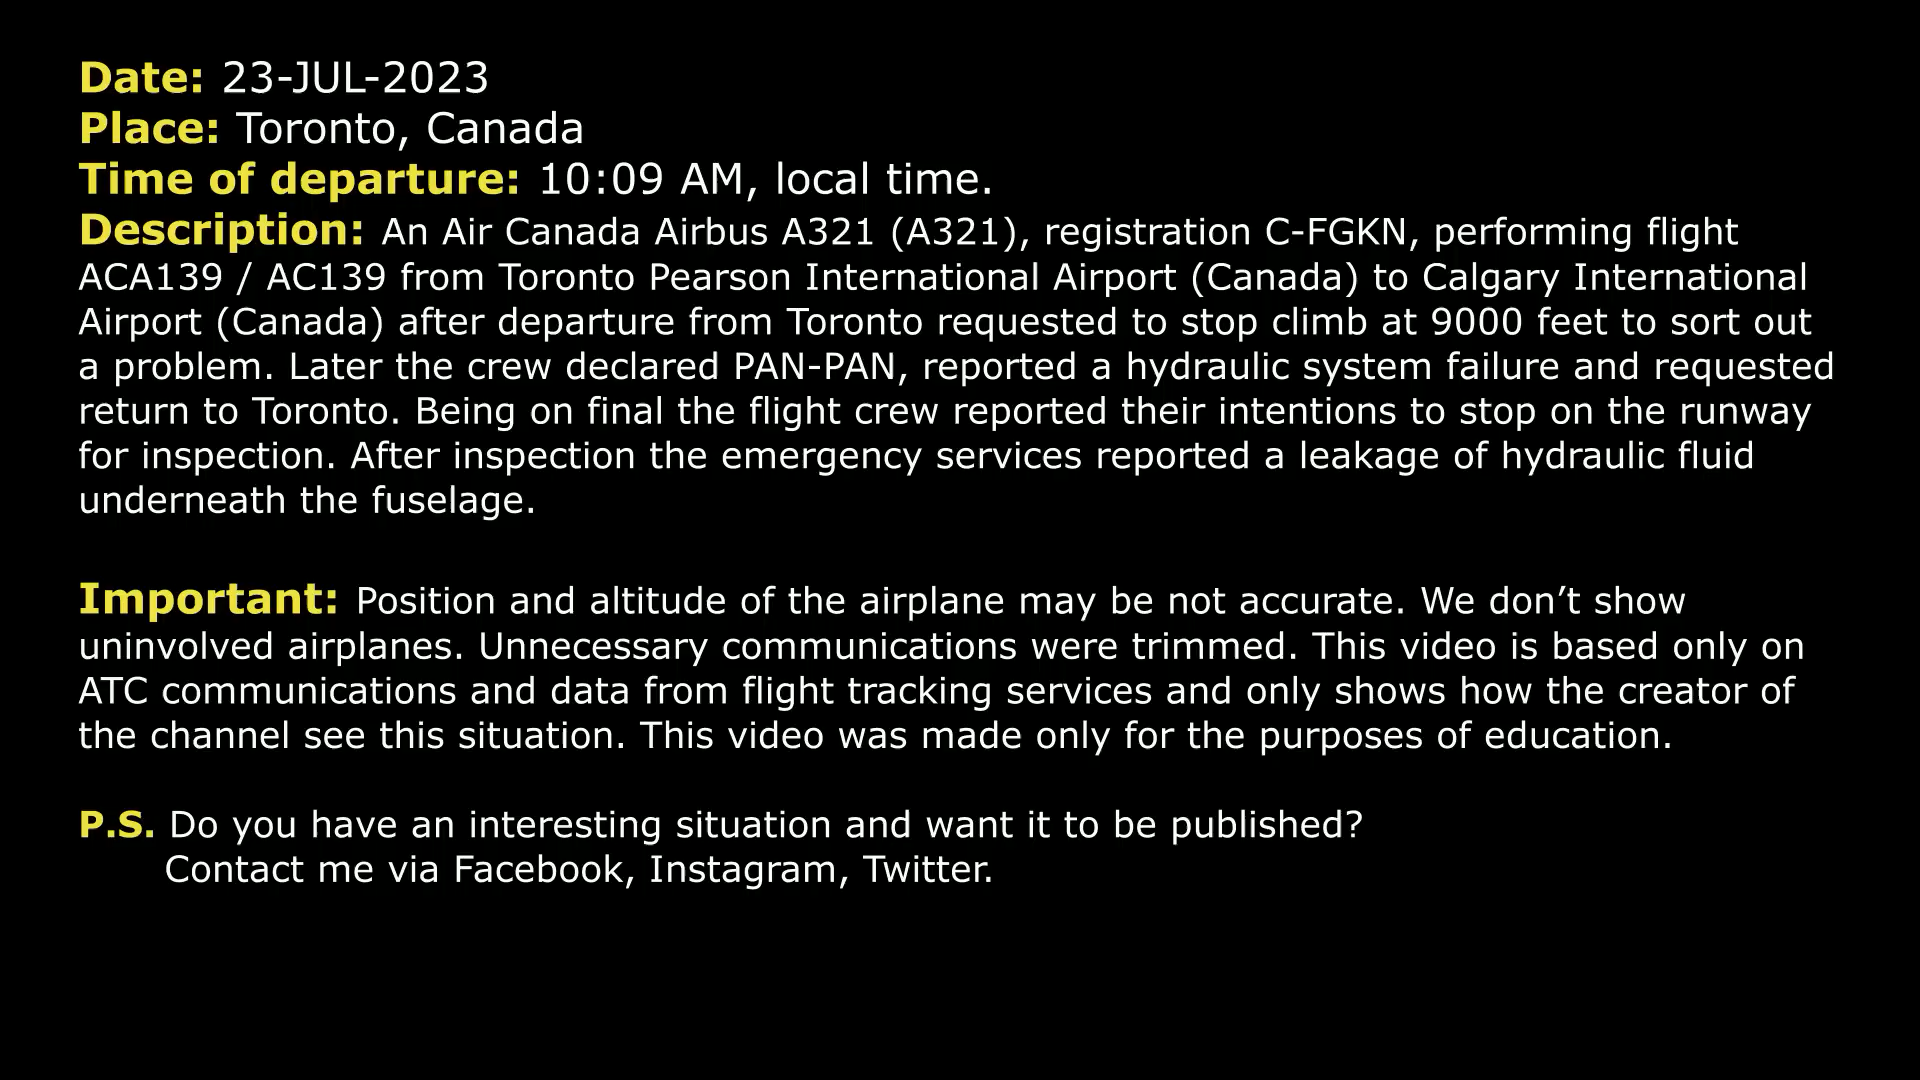 Date: 23-JUL-2023
Place: Toronto, Canada
Time of departure: 10:09 AM, local time.
Description: An Air Canada Airbus A321 (A321), registration C-FGKN, performing flight
ACA139 / AC139 from Toronto Pearson International Airport (Canada) to Calgary International
Airport (Canada) after departure from Toronto requested to stop climb at 9000 feet to sort out
a problem. Later the crew declared PAN-PAN, reported a hydraulic system failure and requested
return to Toronto. Being on final the flight crew reported their intentions to stop on the runway
for inspection. After inspection the emergency services reported a leakage of hydraulic fluid
underneath the fuselage.
Important: Position and altitude of the airplane may be not accurate. We don’t show
uninvolved airplanes. Unnecessary communications were trimmed. This video is based only on
ATC communications and data from flight tracking services and only shows how the creator of
the channel see this situation. This video was made only for the purposes of education.
P.S. Do you have an interesting situation and want it to be published?
Contact me via Facebook, Instagram, Twitter.